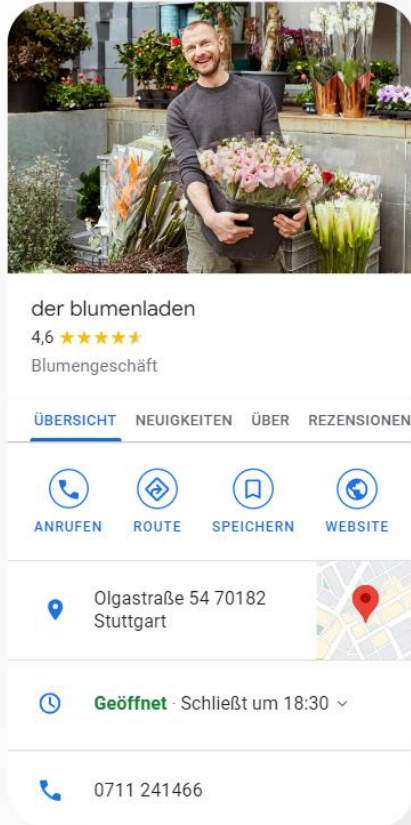 der blumenladen
4,6
Blumengeschäft
ÜBERSICHT NEUIGKEITEN ÜBER REZENSIONEN
ANRUFEN ROUTE SPEICHERN WEBSITE
Olgastraße 54 70182
Stuttgart
Geöffnet · Schließt um 18:30
0711 241466